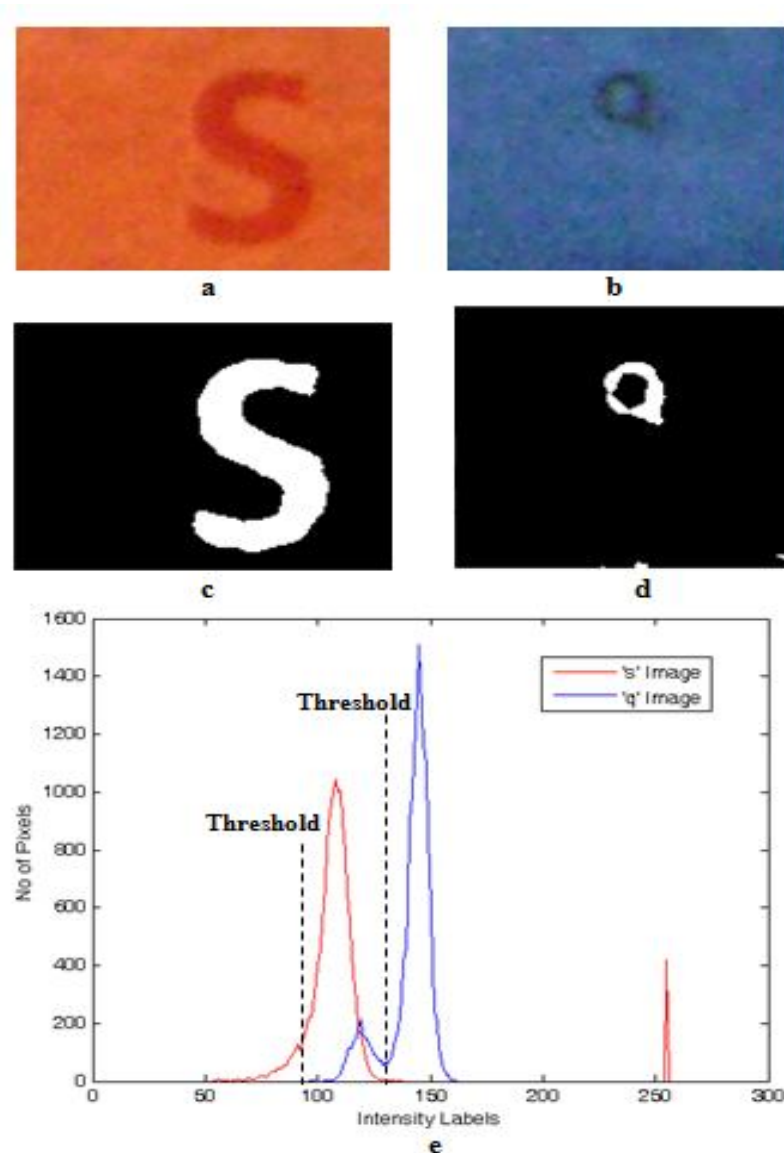 S
q
a
b
S
q
c
d
1600
1400
1200
1000
800
600
400
200
0
No of Pixels
Threshold
Threshold
's' Image
'q' Image
0
50
100
150
200
250
300
Intensity Labels
e